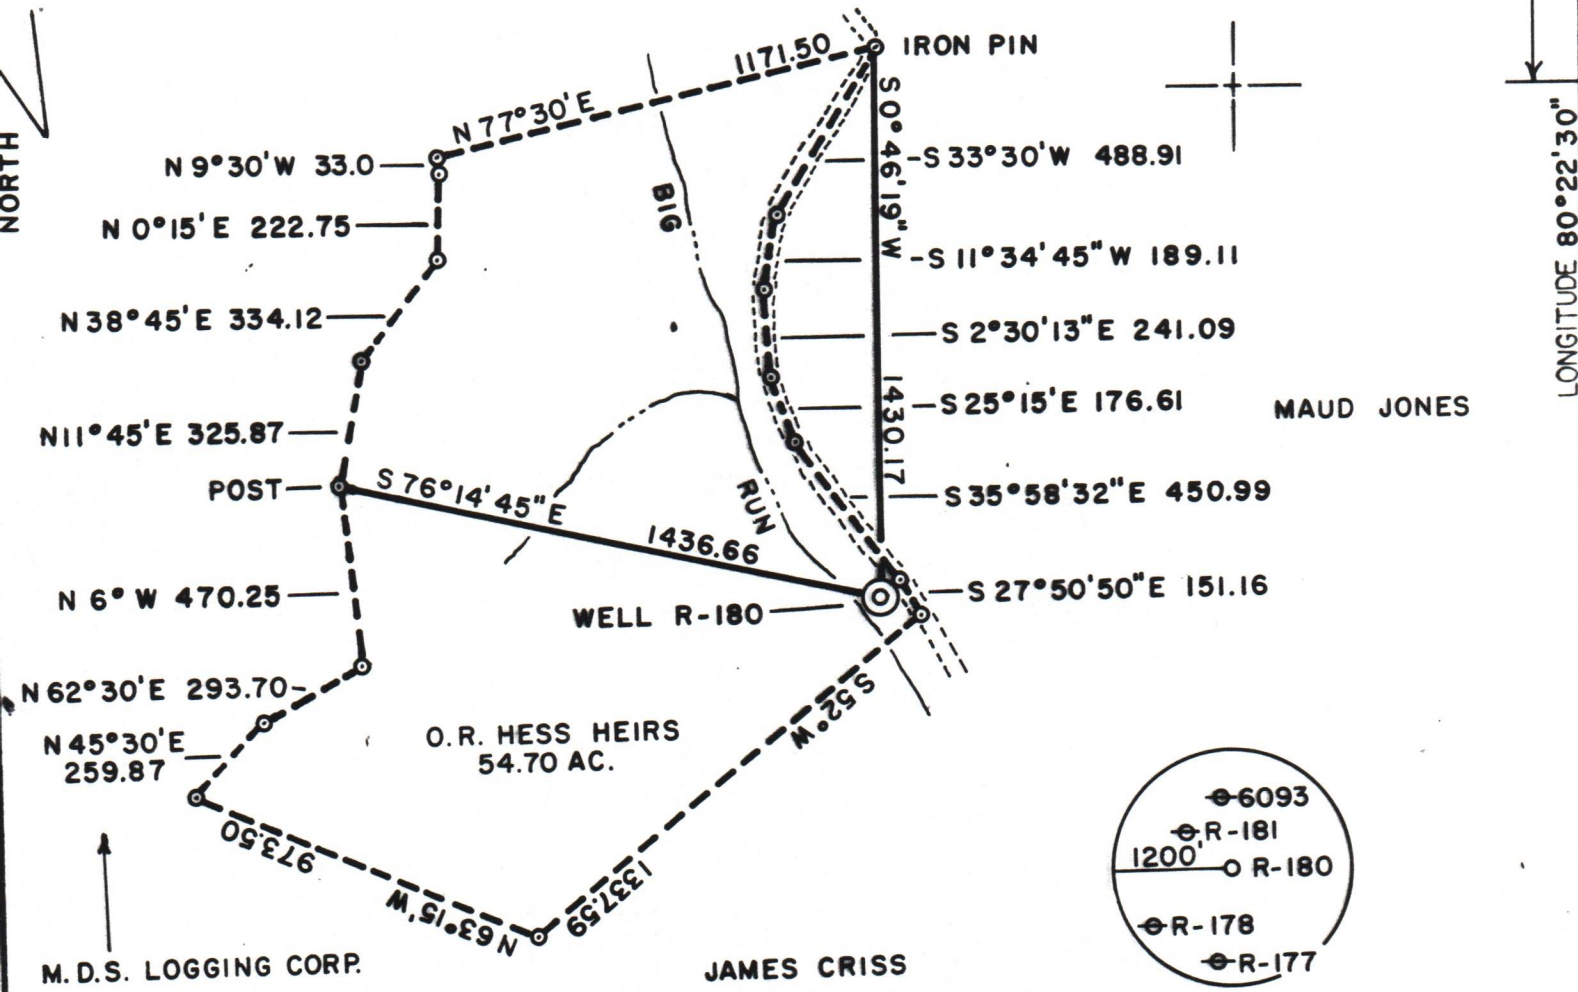 1171.50
IRON PIN
N 77°30'E
NORTH
N 9°30'W 33.0
S 0°46'19"W
S 33°30'W 488.91
BIG
N 0°15'E 222.75
S 11°34'45"W 189.11
LONGITUDE 80°22'30"
N 38°45'E 334.12
S 2°30'13"E 241.09
1430.17
S 25°15'E 176.61
MAUD JONES
N 11°45'E 325.87
POST
S 76°14'45"E
RUN
S 35°58'32"E 450.99
1436.66
N 6° W 470.25
WELL R-180
S 27°50'50"E 151.16
N 62°30'E 293.70
S 52°W
O.R. HESS HEIRS
54.70 AC.
N 45°30'E
259.87
973.50
N 63°15'W
1337.59
6093
R-181
1200'
R-180
R-178
R-177
M.D.S. LOGGING CORP.
JAMES CRISS